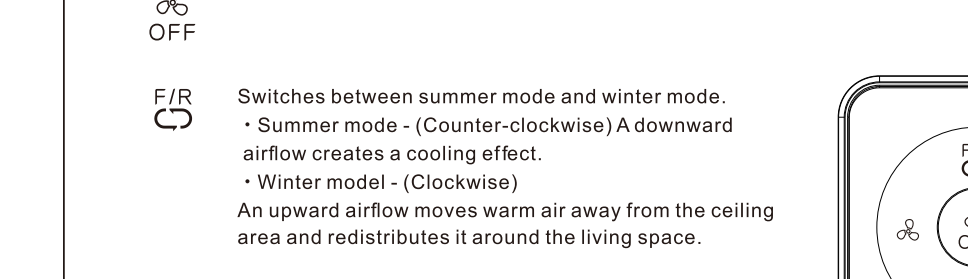 OFF
F/R
Switches between summer mode and winter mode.
・Summer mode - (Counter-clockwise) A downward
airflow creates a cooling effect.
・Winter model - (Clockwise)
An upward airflow moves warm air away from the ceiling
area and redistributes it around the living space.